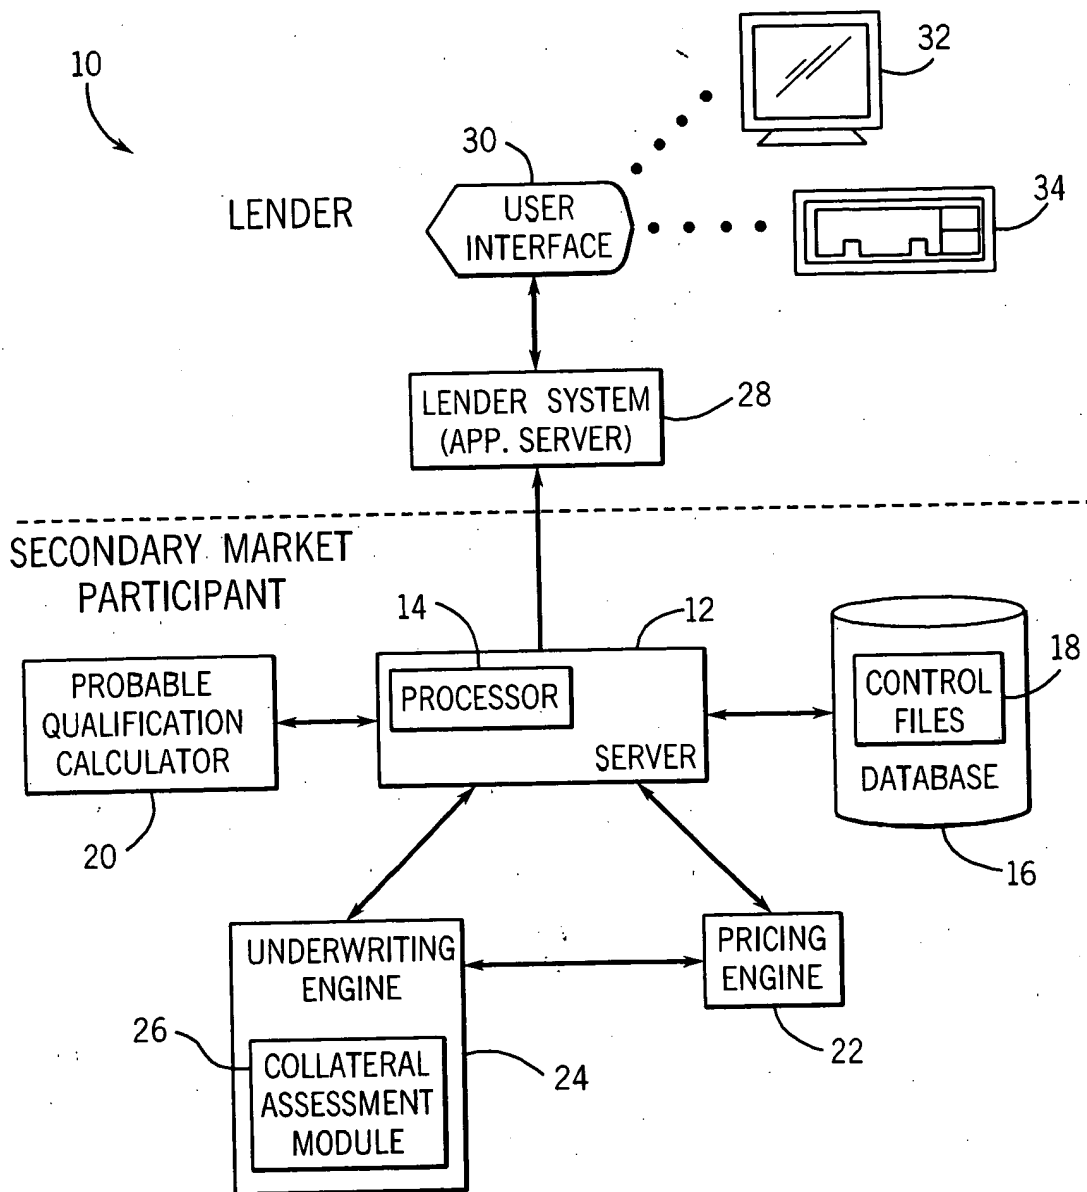 10
32
30
LENDER
USER
INTERFACE
34
LENDER SYSTEM
(APP. SERVER)
28
SECONDARY MARKET
PARTICIPANT
14
12
18
PROBABLE
QUALIFICATION
CALCULATOR
PROCESSOR
SERVER
CONTROL
FILES
DATABASE
20
16
UNDERWRITING
ENGINE
PRICING
ENGINE
26
22
24
COLLATERAL
ASSESSMENT
MODULE